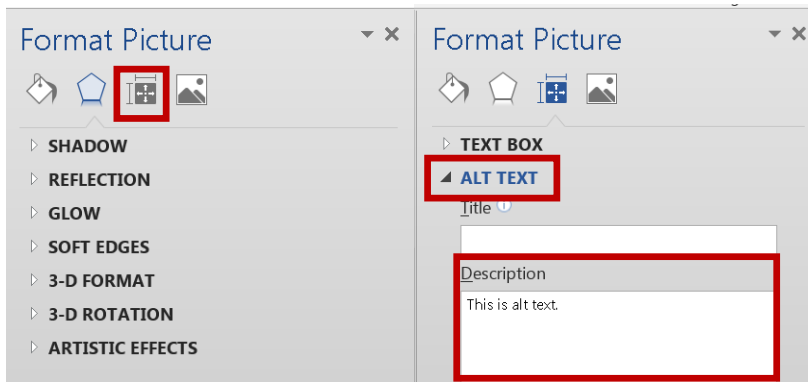 Format Picture
SHADOW
REFLECTION
GLOW
SOFT EDGES
3-D FORMAT
3-D ROTATION
ARTISTIC EFFECTS
Format Picture
TEXT BOX
ALT TEXT
Title
Description
This is alt text.